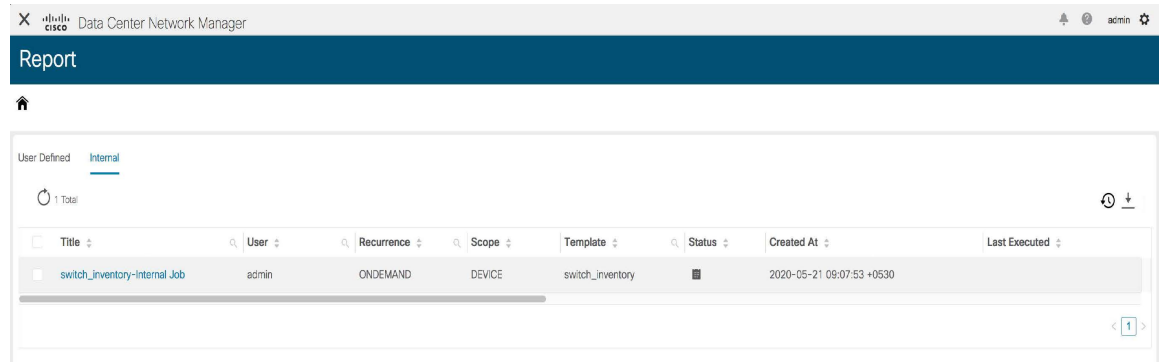 cisco Data Center Network Manager admin
Report
User Defined Internal
1 Total
Title User Recurrence Scope Template Status Created At Last Executed
switch_inventory-Internal Job admin ONDEMAND DEVICE switch_inventory 2020-05-21 09:07:53 +0530
1